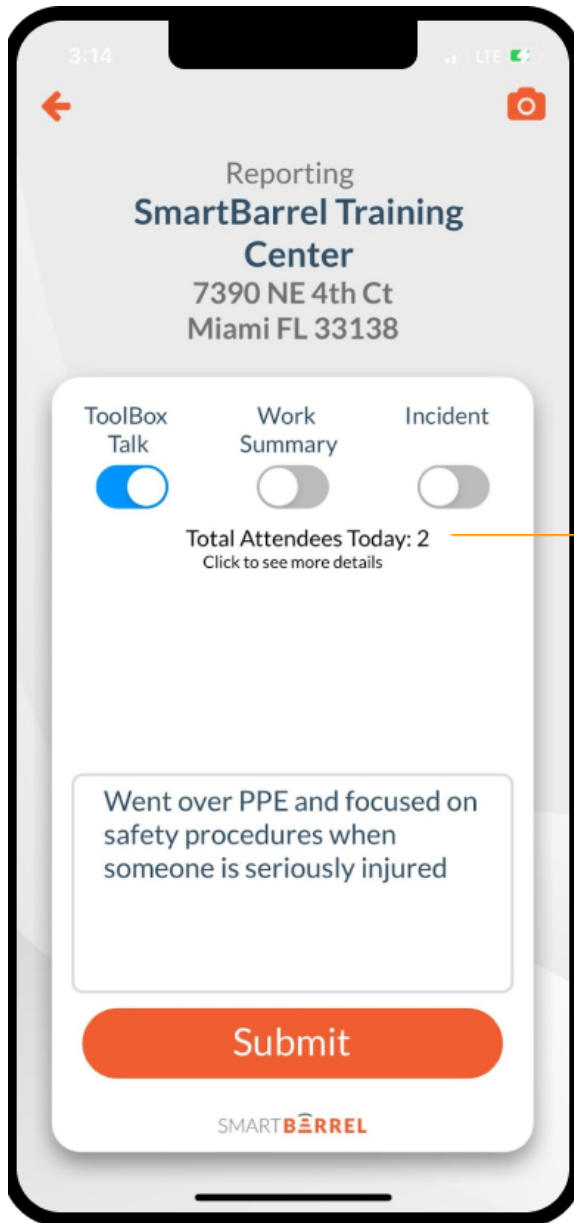 3:14
LTE
Reporting
SmartBarrel Training
Center
7390 NE 4th Ct
Miami FL 33138
ToolBox
Talk
Work
Summary
Incident
Total Attendees Today: 2
Click to see more details
Went over PPE and focused on
safety procedures when
someone is seriously injured
Submit
SMARTBARREL